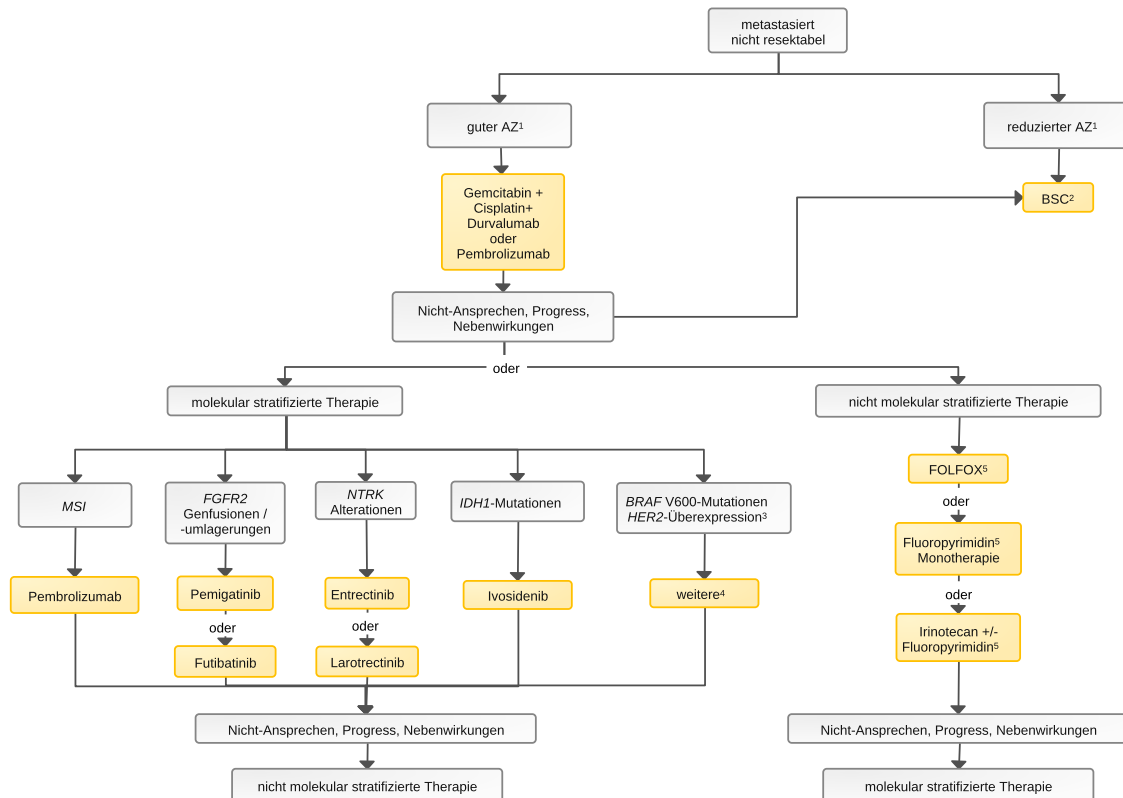 metastasiert
nicht resektabel
guter AZ¹
reduzierter AZ¹
Gemcitabin +
Cisplatin+
Durvalumab
oder
Pembrolizumab
BSC²
Nicht-Ansprechen, Progress,
Nebenwirkungen
oder
molekular stratifizierte Therapie
nicht molekular stratifizierte Therapie
MSI
FGFR2
Genfusionen /
-umlagerungen
NTRK
Alterationen
IDH1-Mutationen
BRAF V600-Mutationen
HER2-Überexpression³
Pembrolizumab
Pemigatinib
oder
Futibatinib
Entrectinib
oder
Larotrectinib
Ivosidenib
weitere⁴
FOLFOX⁵
oder
Fluoropyrimidin⁵
Monotherapie
oder
Irinotecan +/-
Fluoropyrimidin⁵
Nicht-Ansprechen, Progress, Nebenwirkungen
Nicht-Ansprechen, Progress, Nebenwirkungen
nicht molekular stratifizierte Therapie
molekular stratifizierte Therapie